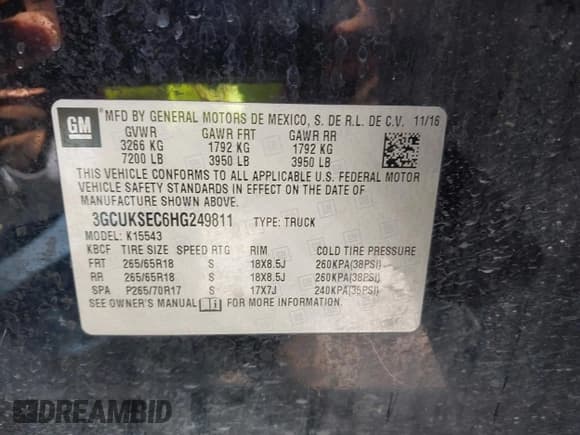 GM
MFD BY GENERAL MOTORS DE MEXICO, S. DE R.L. DE C.V. 11/16
GVWR GAWR FRT GAWR RR
3266 KG 1792 KG 1792 KG
7200 LB 3950 LB 3950 LB
THIS VEHICLE CONFORMS TO ALL APPLICABLE U.S. FEDERAL MOTOR
VEHICLE SAFETY STANDARDS IN EFFECT ON THE DATE OF
MANUFACTURE SHOWN ABOVE.
3GCUKSEC6HG249811 TYPE: TRUCK
MODEL: K15543
KBCF TIRE SIZE SPEED RTG RIM COLD TIRE PRESSURE
FRT 265/65R18 S 18X8.5J 260KPA(38PSI)
RR 265/65R18 S 18X8.5J 260KPA(38PSI)
SPA P265/70R17 S 17X7J 240KPA(35PSI)
SEE OWNER'S MANUAL FOR MORE INFORMATION.
DREAMBID